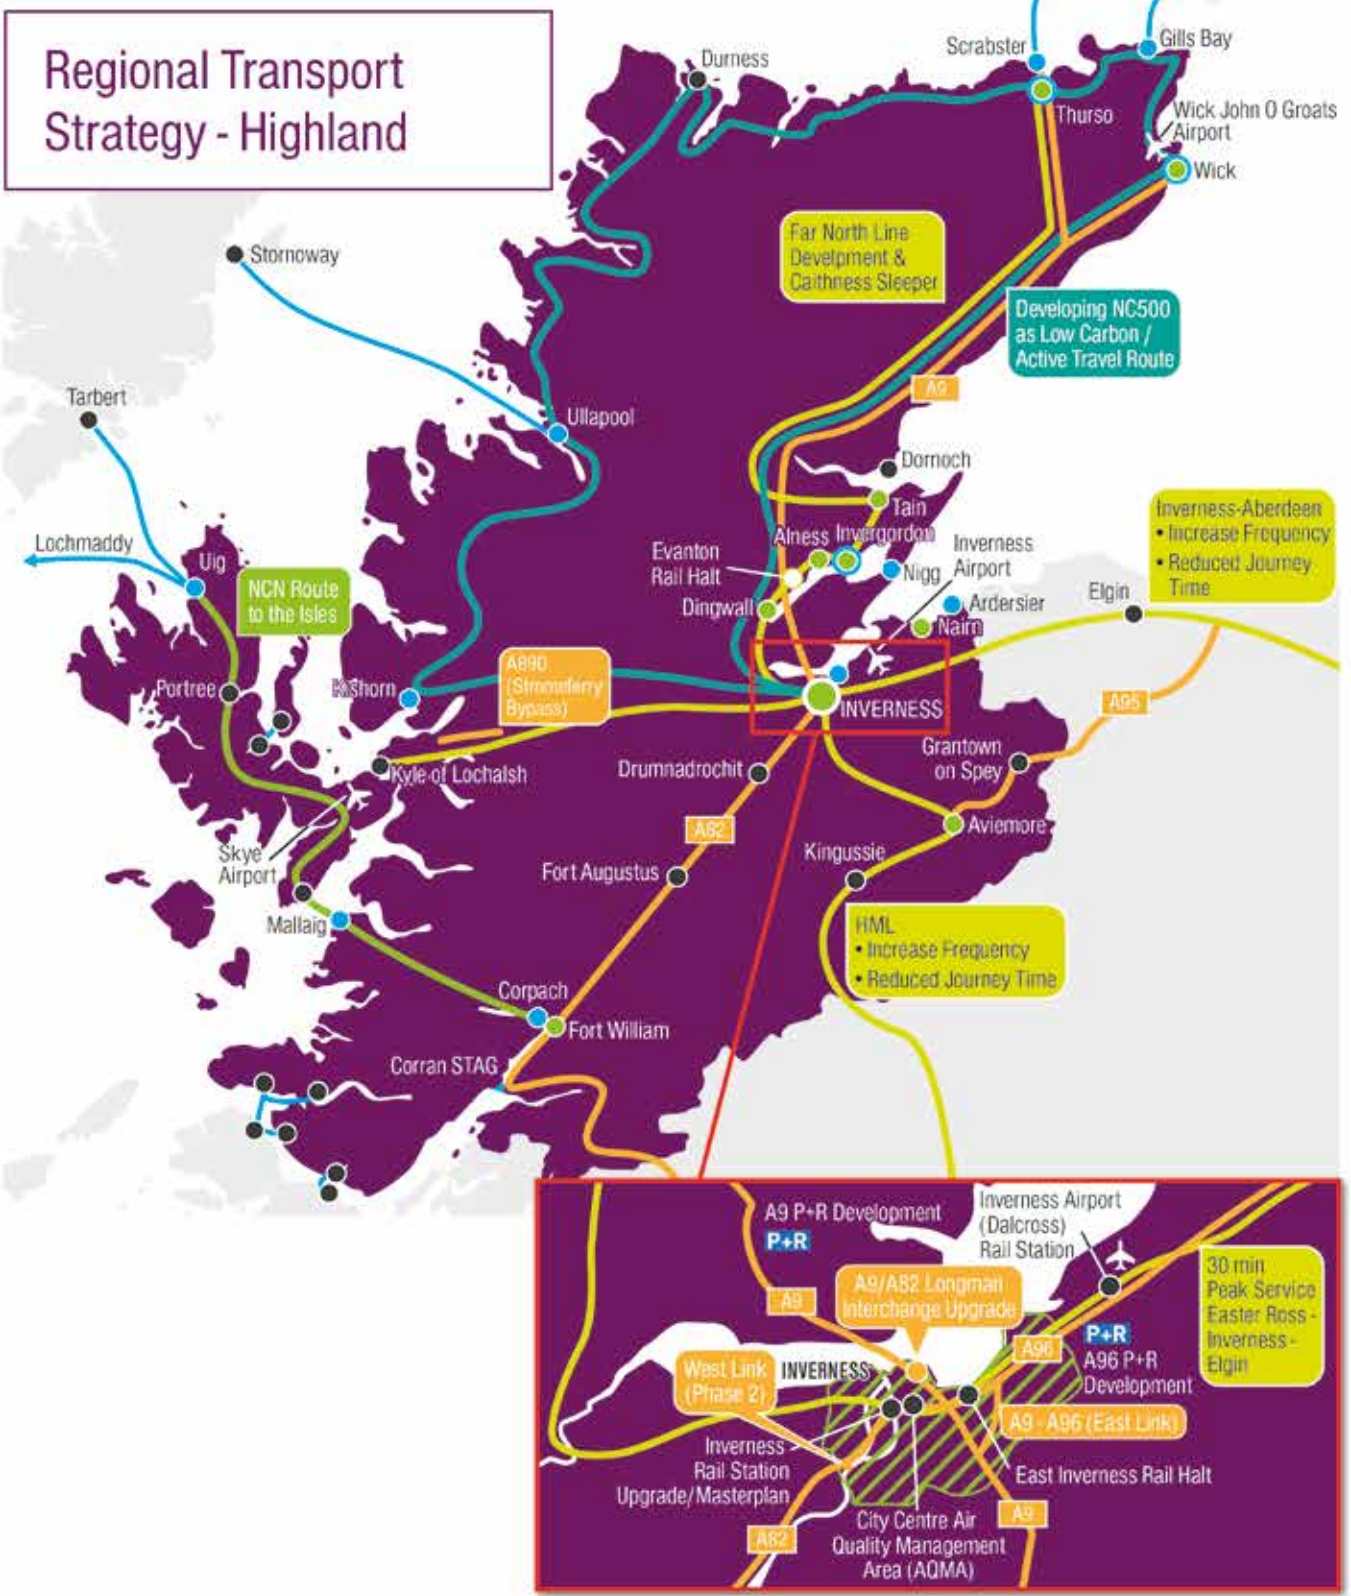 Regional Transport
Strategy - Highland
Scrabster
Gills Bay
Durness
Thurso
Wick John O Groats
Airport
Wick
Stornoway
Far North Line
Develpment &
Caithness Sleeper
Developing NC500
as Low Carbon /
Active Travel Route
A9
Tarbert
Ullapool
Dornoch
Tain
Alness
Invergordon
Inverness-Aberdeen
• Increase Frequency
• Reduced Journey
Time
Lochmaddy
Uig
Evanton
Rail Halt
Nigg
Inverness
Airport
Elgin
NCN Route
to the Isles
Dingwall
Ardersier
Nairn
Portree
Kishorn
A890
(Stromeferry
Bypass)
INVERNESS
A95
Kyle of Lochalsh
Drumnadrochit
Grantown
on Spey
A82
Aviemore
Kingussie
Skye
Airport
Fort Augustus
Mallaig
HML
• Increase Frequency
• Reduced Journey Time
Corpach
Fort William
Corran STAG
A9 P+R Development
P+R
Inverness Airport
(Dalcross)
Rail Station
A9/A82 Longman
Interchange Upgrade
30 min
Peak Service
Easter Ross -
Inverness -
Elgin
A9
P+R
A96
A96 P+R
Development
West Link
(Phase 2)
INVERNESS
A9 - A96 (East Link)
Inverness
Rail Station
Upgrade/Masterplan
East Inverness Rail Halt
A82
City Centre Air
Quality Management
Area (AQMA)
A9